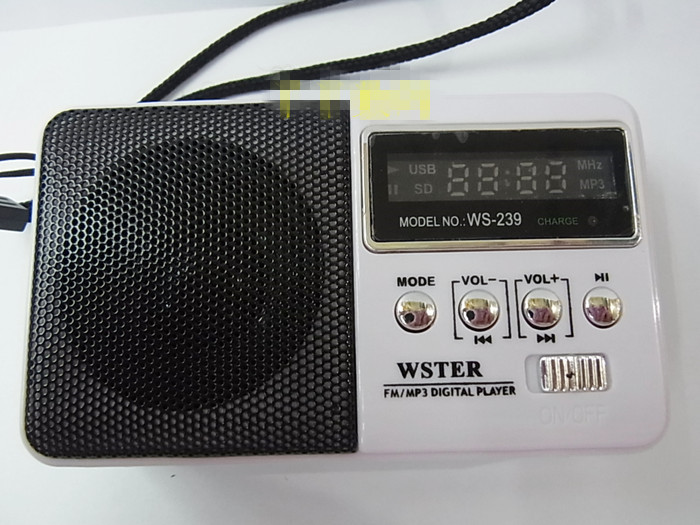 USB MHz
SD 88:88 MP3
MODEL NO.: WS-239 CHARGE
MODE VOL− VOL+
WSTER
FM/MP3 DIGITAL PLAYER
ON/OFF